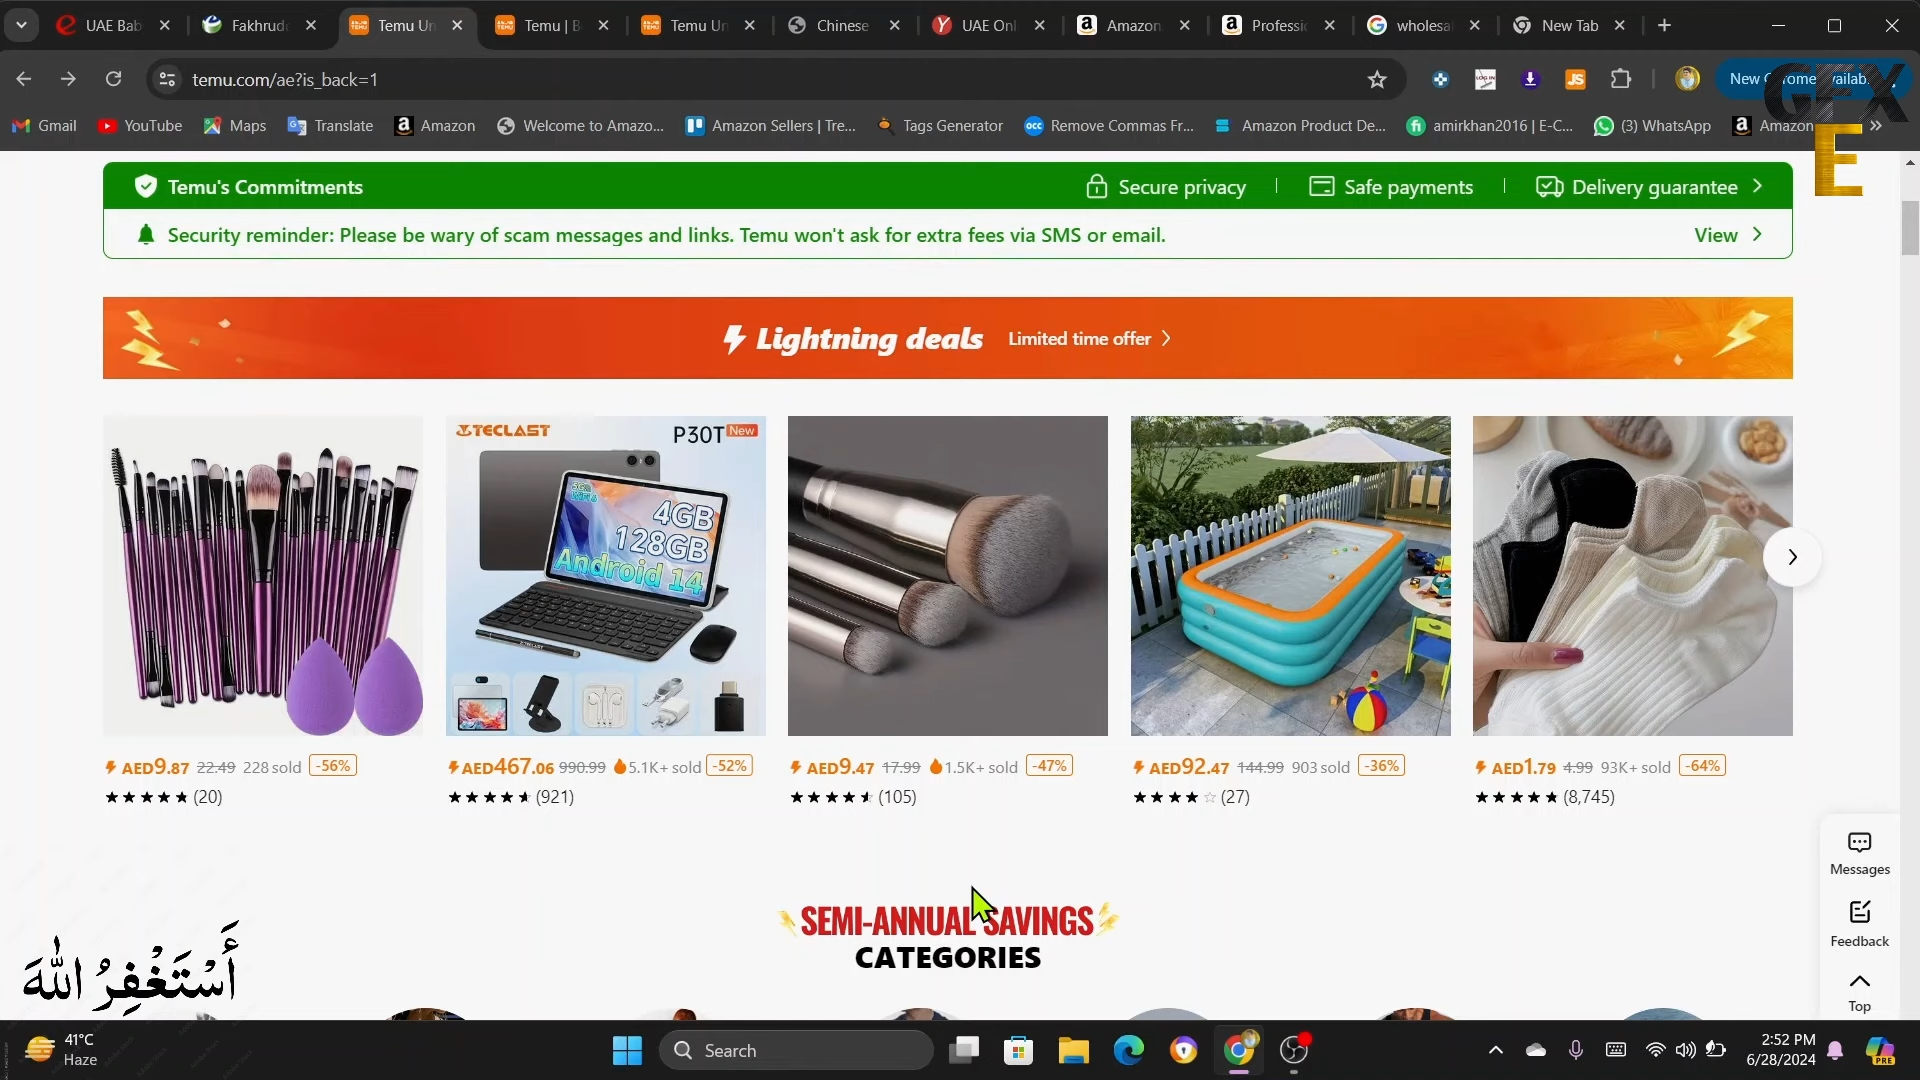 UAE Bab
Fakhrudd
Temu Un
Temu | B
Temu Un
Chinese
UAE Onl
Amazon
Professi
wholesa
New Tab
temu.com/ae?is_back=1
New Chrome available
GFX
E
Gmail
YouTube
Maps
Translate
Amazon
Welcome to Amazo...
Amazon Sellers | Tre...
Tags Generator
Remove Commas Fr...
Amazon Product De...
amirkhan2016 | E-C...
(3) WhatsApp
Amazon
Temu's Commitments
Secure privacy
Safe payments
Delivery guarantee
Security reminder: Please be wary of scam messages and links. Temu won't ask for extra fees via SMS or email.
View
Lightning deals
Limited time offer
TECLAST
P30T New
4GB
128GB
Android 14
AED9.87 22.49 228 sold -56%
(20)
AED467.06 990.99 5.1K+ sold -52%
(921)
AED9.47 17.99 1.5K+ sold -47%
(105)
AED92.47 144.99 903 sold -36%
(27)
AED1.79 4.99 93K+ sold -64%
(8,745)
SEMI-ANNUAL SAVINGS
CATEGORIES
Messages
Feedback
Top
أَسْتَغْفِرُ اللهَ
41°C
Haze
Search
2:52 PM
6/28/2024
PRE